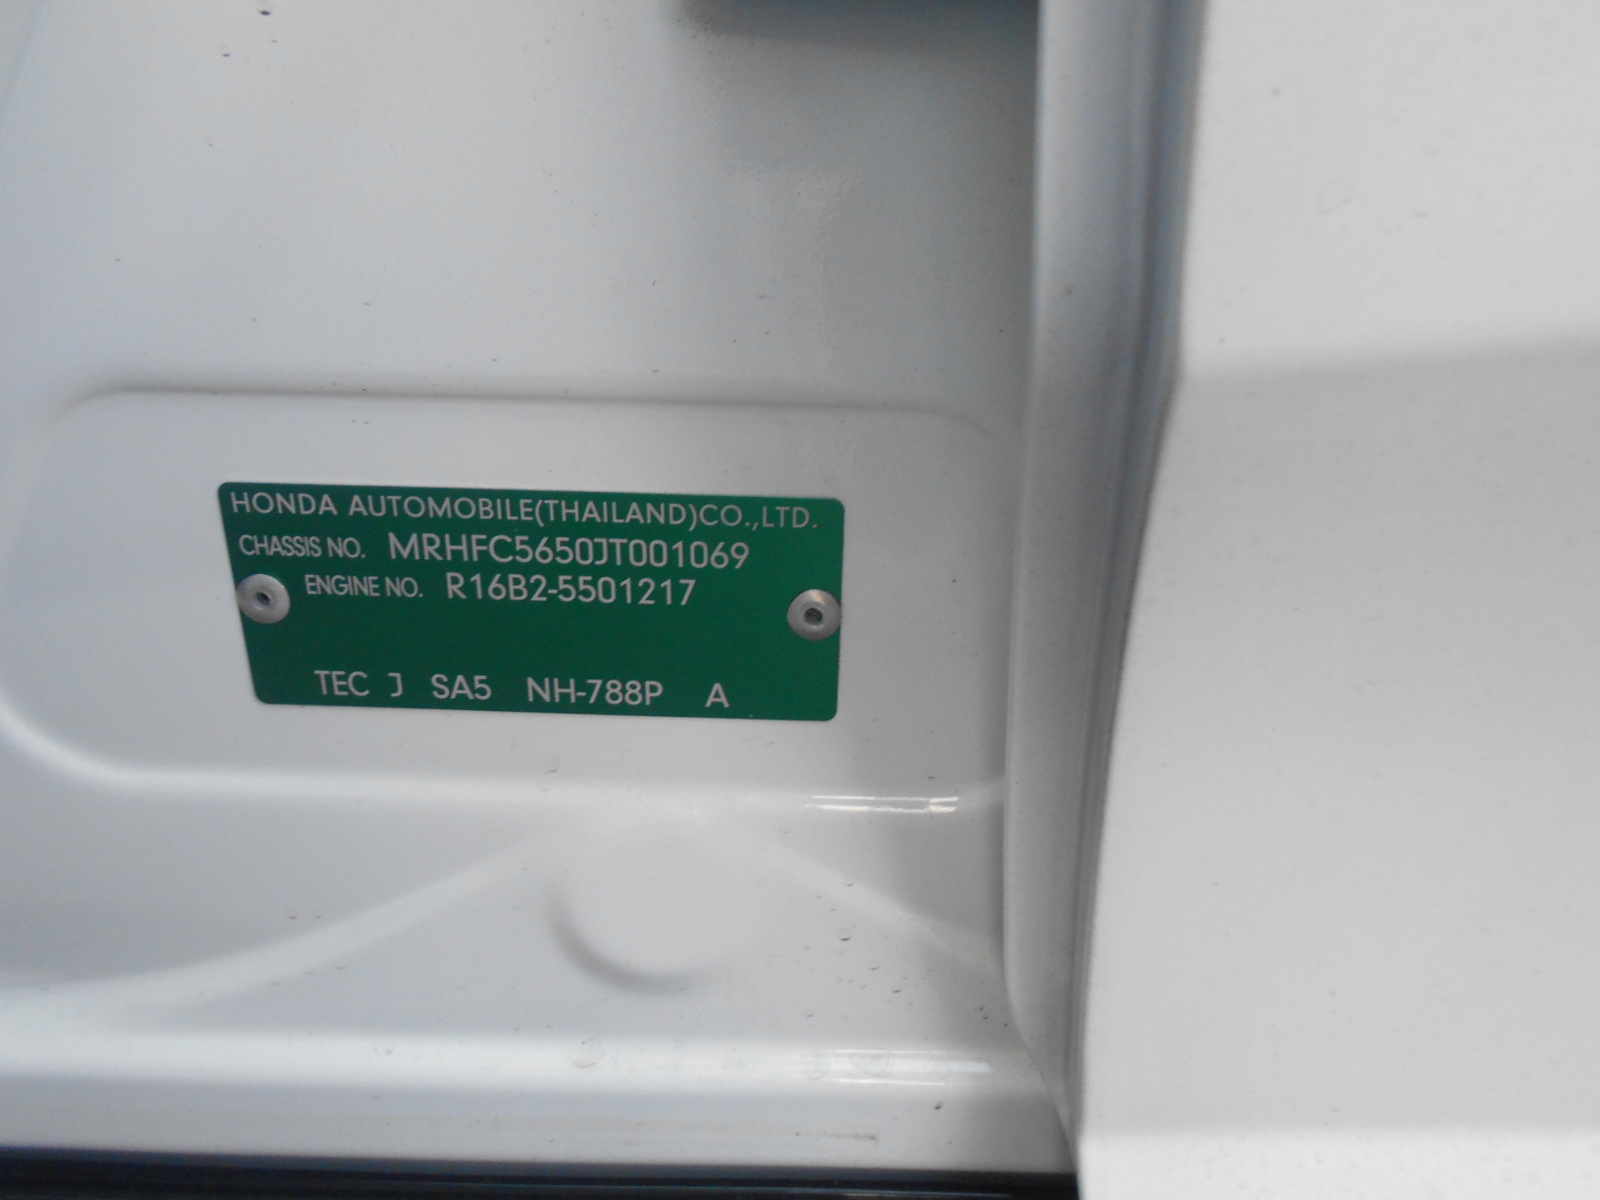 HONDA AUTOMOBILE(THAILAND)CO.,LTD.
CHASSIS NO. MRHFC5650JT001069
ENGINE NO. R16B2-5501217
TEC J SA5 NH-788P A